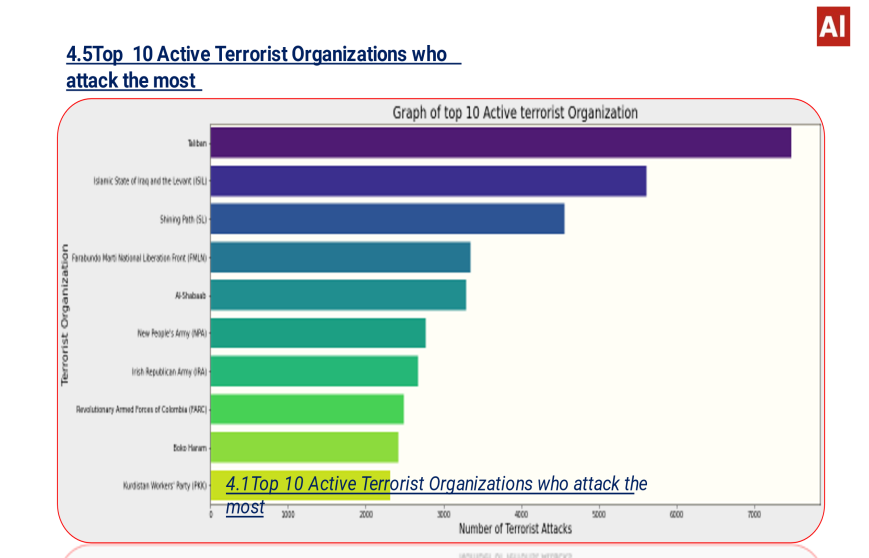 AI
4.5Top 10 Active Terrorist Organizations who
attack the most
Graph of top 10 Active terrorist Organization
Terrorist Organization
Taliban
Islamic State of Iraq and the Levant (ISIL)
Shining Path (SL)
Farabundo Marti National Liberation Front (FMLN)
Al-Shabaab
New People's Army (NPA)
Irish Republican Army (IRA)
Revolutionary Armed Forces of Colombia (FARC)
Boko Haram
Kurdistan Workers' Party (PKK)
4.1Top 10 Active Terrorist Organizations who attack the
most
0 1000 2000 3000 4000 5000 6000 7000
Number of Terrorist Attacks